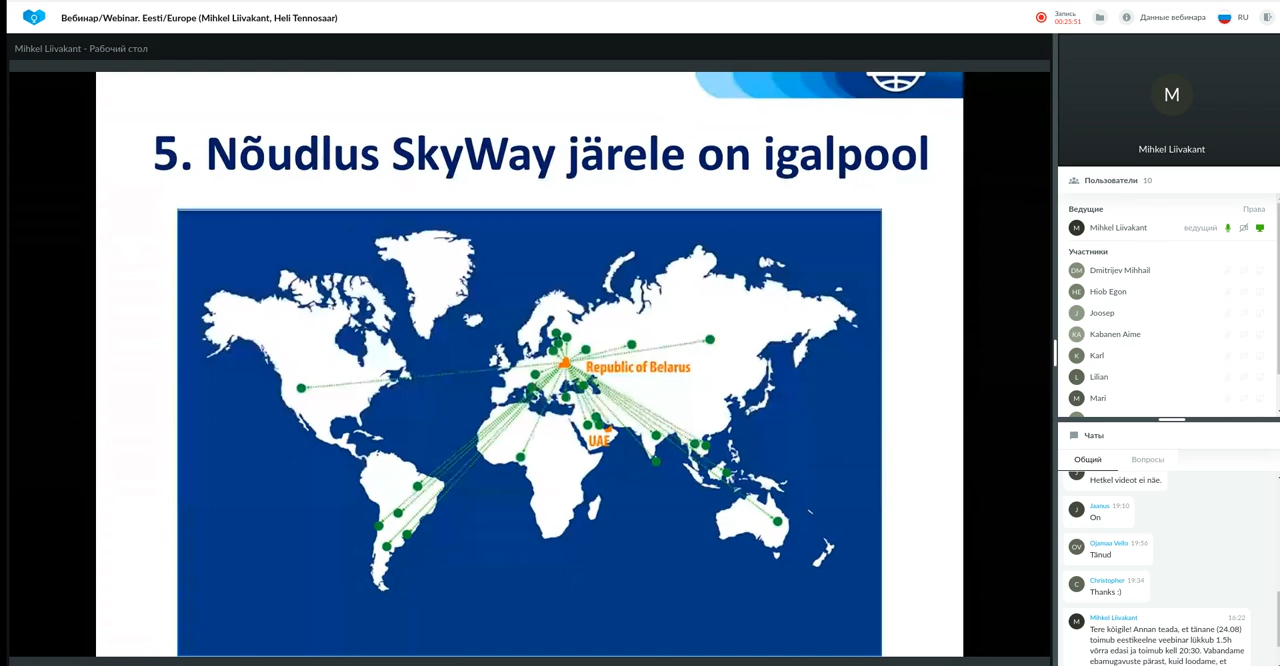 Вебинар/Webinar. Eesti/Europe (Mihkel Liivakant, Heli Tennosaar)
Запись
00:25:51
Данные вебинара
RU
Mihkel Liivakant - Рабочий стол
5. Nõudlus SkyWay järele on igalpool
Republic of Belarus
UAE
M
Mihkel Liivakant
Пользователи 10
Ведущие Права
M Mihkel Liivakant ведущий
Участники
DM Dmitrijev Mihhail
HE Hiob Egon
J Joosep
KA Kabanen Aime
K Karl
L Lilian
M Mari
Чаты
Общий Вопросы
J Hetkel videot ei näe.
Jaanus 19:10
J On
Ojamaa Vello 19:56
OV Tänud
Christopher 19:34
C Thanks :)
Mihkel Liivakant 16:22
M Tere kõigile! Annan teada, et tänane (24.08)
toimub eestikeelne veebinar lükkub 1.5h
võrra edasi ja toimub kell 20:30. Vabandame
ebamugavuste pärast, kuid loodame, et